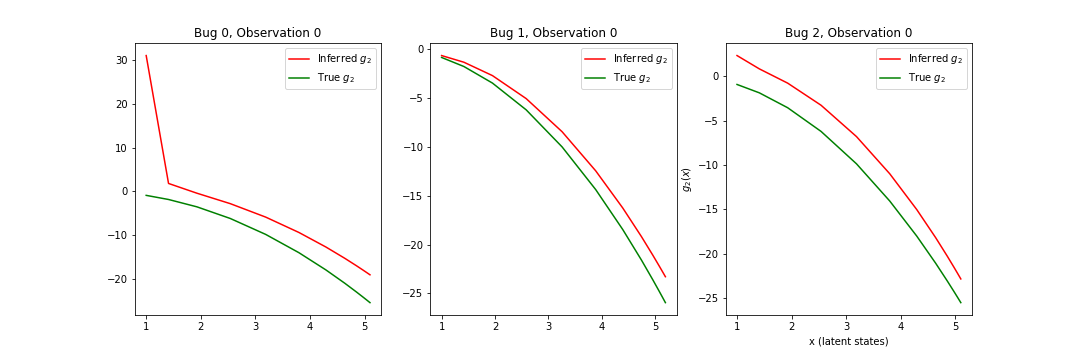 Bug 0, Observation 0
Inferred g₂
True g₂
30
20
10
0
−10
−20
1 2 3 4 5
Bug 1, Observation 0
Inferred g₂
True g₂
0
−5
−10
−15
−20
−25
1 2 3 4 5
Bug 2, Observation 0
Inferred g₂
True g₂
g₂(x)
0
−5
−10
−15
−20
−25
1 2 3 4 5
x (latent states)